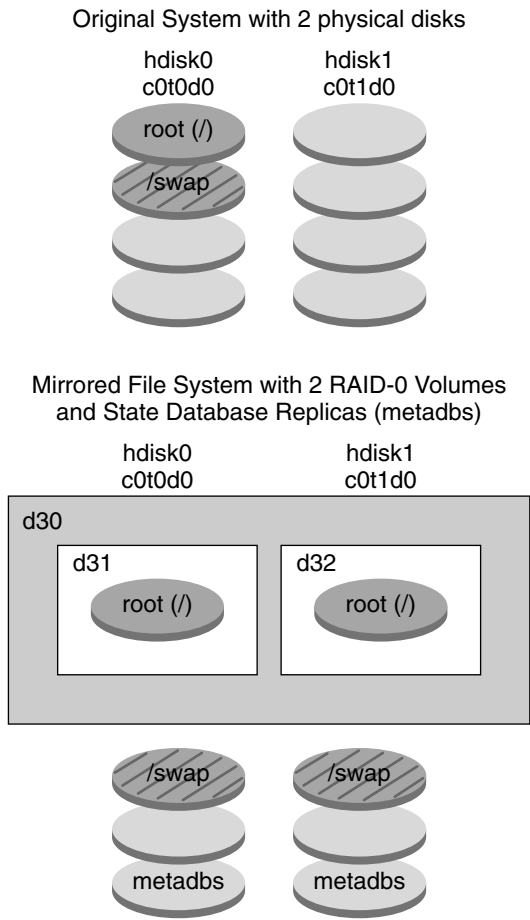 Original System with 2 physical disks
hdisk0
c0t0d0
hdisk1
c0t1d0
root (/)
/swap
Mirrored File System with 2 RAID-0 Volumes
and State Database Replicas (metadbs)
hdisk0
c0t0d0
hdisk1
c0t1d0
d30
d31
root (/)
d32
root (/)
/swap
/swap
metadbs
metadbs